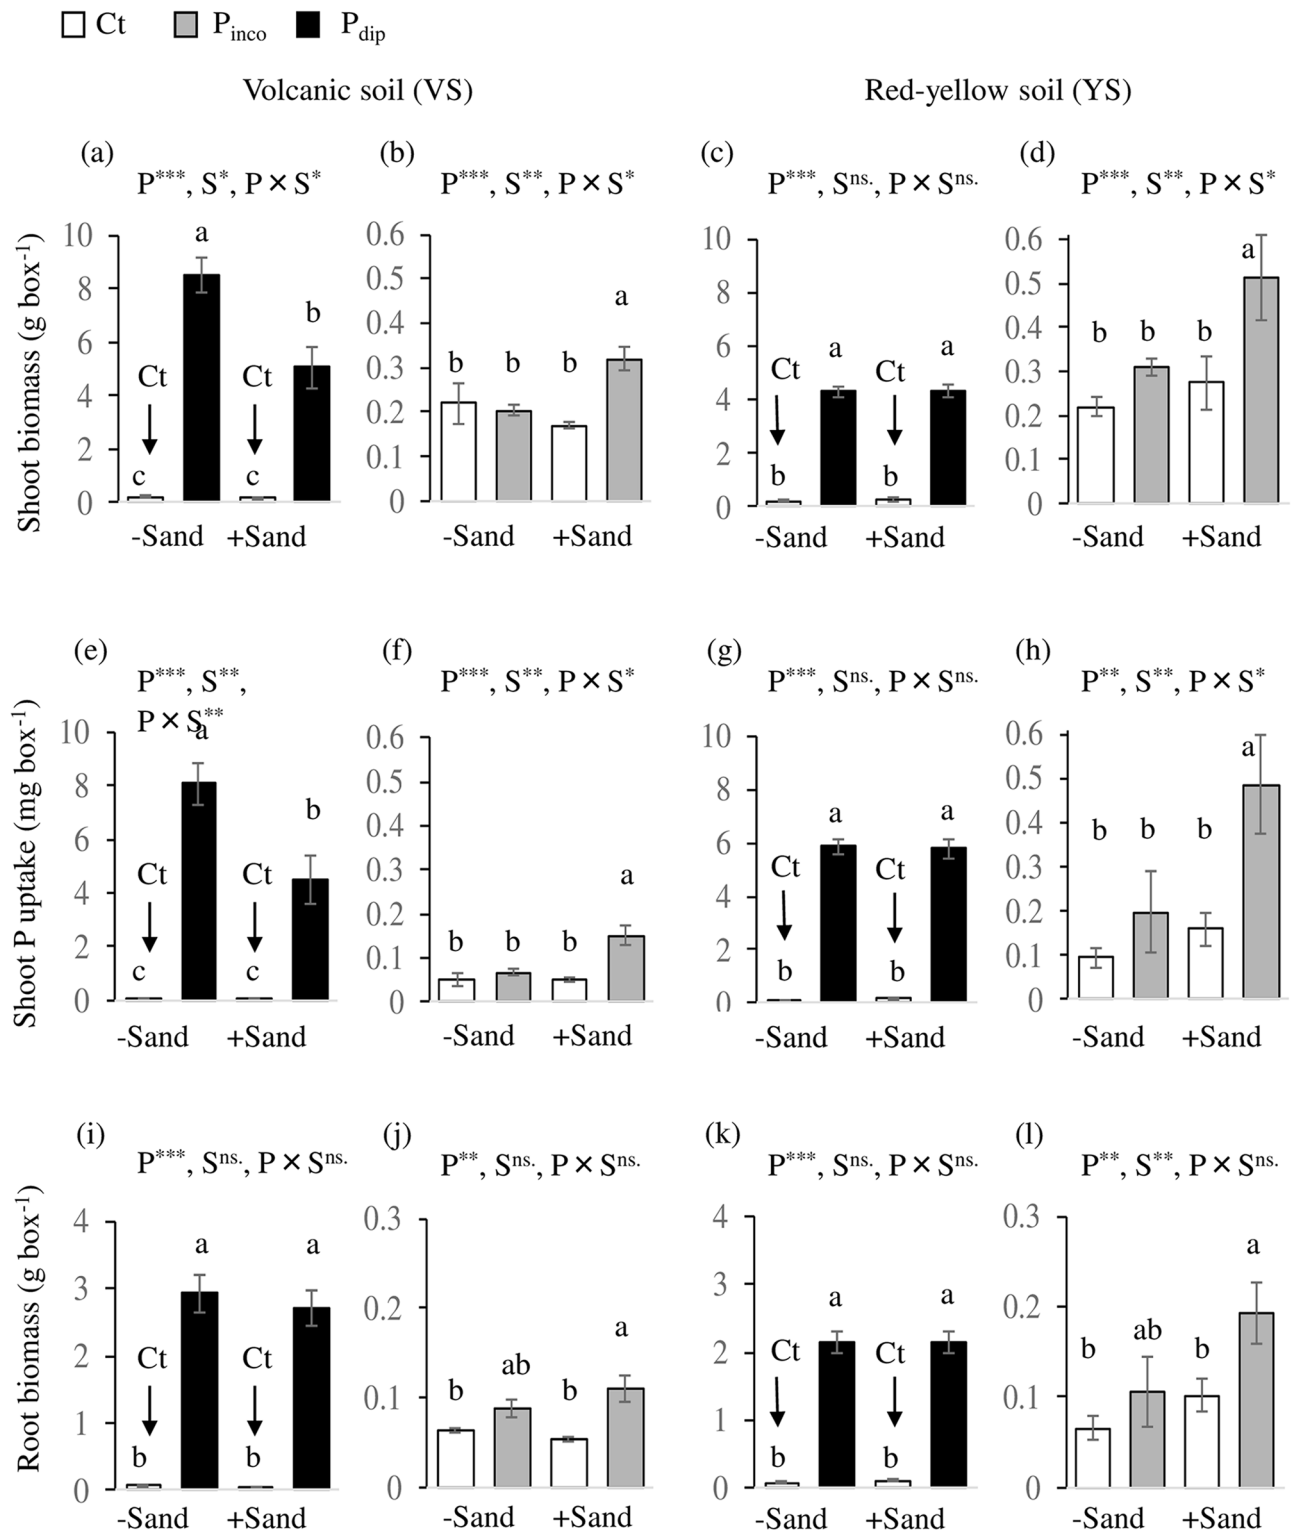 Ct Pinco Pdip
Volcanic soil (VS) Red-yellow soil (YS)
(a) (b) (c) (d)
P***, S*, P×S* P***, S**, P×S* P***, Sns., P×Sns. P***, S**, P×S*
Shoot biomass (g box-1)
10 8 6 4 2 0
a b Ct Ct c c
-Sand +Sand
0.6 0.5 0.4 0.3 0.2 0.1 0
b b b a
-Sand +Sand
10 8 6 4 2 0
a a Ct Ct b b
-Sand +Sand
0.6 0.5 0.4 0.3 0.2 0.1 0
b b b a
-Sand +Sand
(e) (f) (g) (h)
P***, S**,
P×S**
P***, S**, P×S* P***, Sns., P×Sns. P**, S**, P×S*
Shoot P uptake (mg box-1)
10 8 6 4 2 0
a b Ct Ct c c
-Sand +Sand
0.6 0.5 0.4 0.3 0.2 0.1 0
b b b a
-Sand +Sand
10 8 6 4 2 0
a a Ct Ct b b
-Sand +Sand
0.6 0.5 0.4 0.3 0.2 0.1 0
b b b a
-Sand +Sand
(i) (j) (k) (l)
P***, Sns., P×Sns. P**, Sns., P×Sns. P***, Sns., P×Sns. P**, S**, P×Sns.
Root biomass (g box-1)
4 3 2 1 0
a a Ct Ct b b
-Sand +Sand
0.3 0.2 0.1 0
b ab b a
-Sand +Sand
4 3 2 1 0
a a Ct Ct b b
-Sand +Sand
0.3 0.2 0.1 0
b ab b a
-Sand +Sand